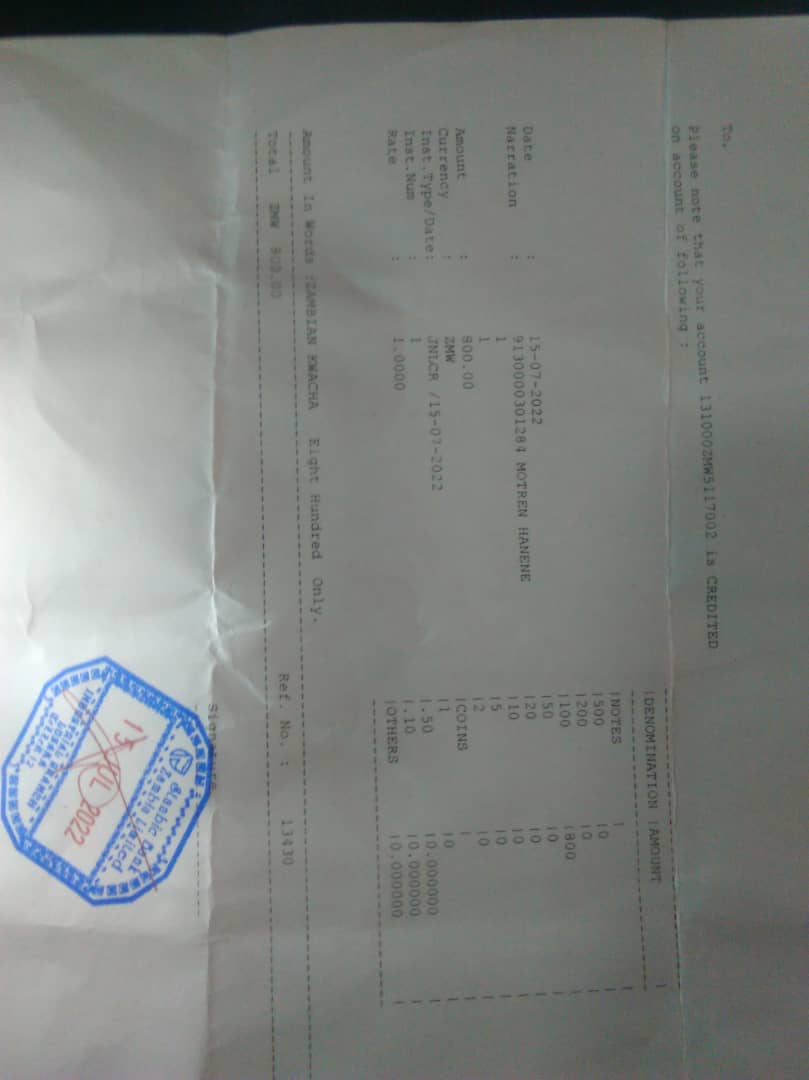 To,
Please note that your account 131000ZMW5117002 is CREDITED
on account of following :
|DENOMINATION |AMOUNT |
|NOTES | |
|500 |0 |
|200 |0 |
|100 |800 |
|50 |0 |
|20 |0 |
|10 |0 |
|5 |0 |
|2 |0 |
|COINS | |
|1 |0 |
|.50 |0.000000 |
|.10 |0.000000 |
|OTHERS |0.000000 |
Date : 15-07-2022
Narration : 9130000301284 MOTREN HANENE
1
1
Amount : 800.00
Currency : ZMW
Inst.Type/Date: JNLCR /15-07-2022
Inst.Num : 1
Rate : 1.0000
Amount In Words :ZAMBIAN KWACHA Eight Hundred Only.
Total ZMW 800.00 Ref. No. : 13430
Signature
Stanbic Bank
Zambia Limited
15 JUL 2022